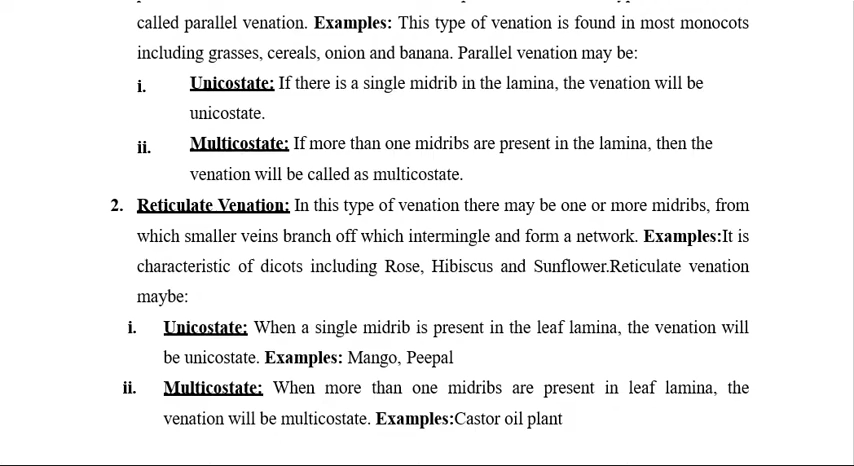 called parallel venation. Examples: This type of venation is found in most monocots
including grasses, cereals, onion and banana. Parallel venation may be:
i. Unicostate: If there is a single midrib in the lamina, the venation will be
unicostate.
ii. Multicostate: If more than one midribs are present in the lamina, then the
venation will be called as multicostate.
2. Reticulate Venation: In this type of venation there may be one or more midribs, from
which smaller veins branch off which intermingle and form a network. Examples:It is
characteristic of dicots including Rose, Hibiscus and Sunflower.Reticulate venation
maybe:
i. Unicostate: When a single midrib is present in the leaf lamina, the venation will
be unicostate. Examples: Mango, Peepal
ii. Multicostate: When more than one midribs are present in leaf lamina, the
venation will be multicostate. Examples:Castor oil plant